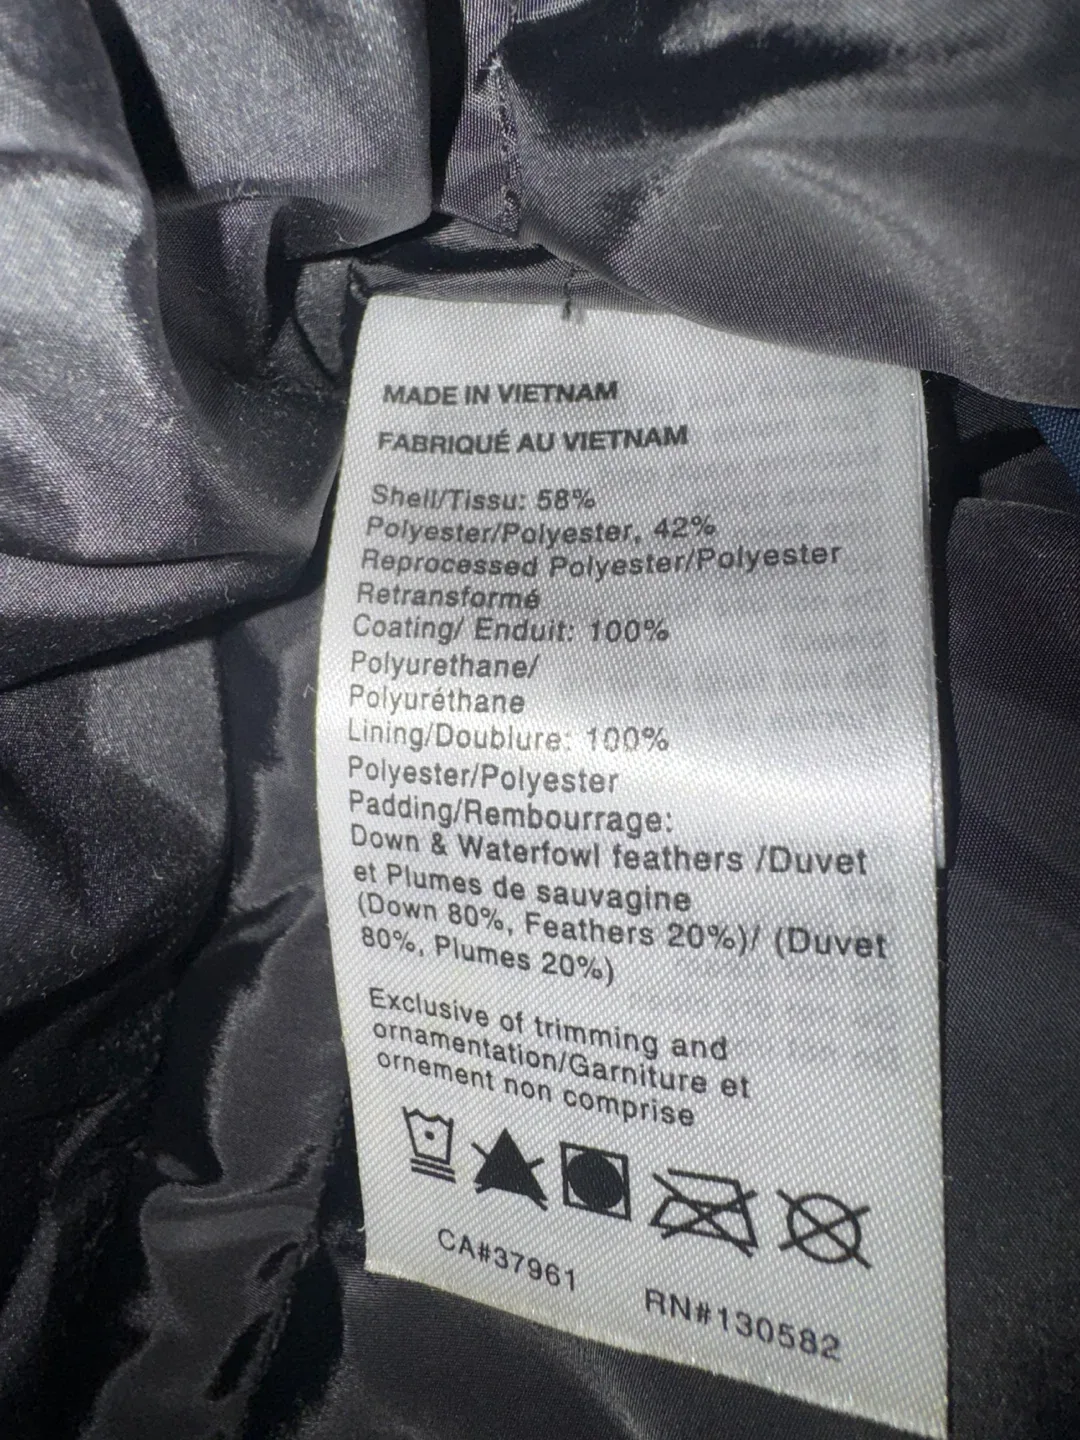 MADE IN VIETNAM
FABRIQUÉ AU VIETNAM
Shell/Tissu: 58%
Polyester/Polyester, 42%
Reprocessed Polyester/Polyester
Retransformé
Coating/ Enduit: 100%
Polyurethane/
Polyuréthane
Lining/Doublure: 100%
Polyester/Polyester
Padding/Rembourrage:
Down & Waterfowl feathers /Duvet
et Plumes de sauvagine
(Down 80%, Feathers 20%)/ (Duvet
80%, Plumes 20%)
Exclusive of trimming and
ornamentation/Garniture et
ornement non comprise
CA#37961 RN#130582